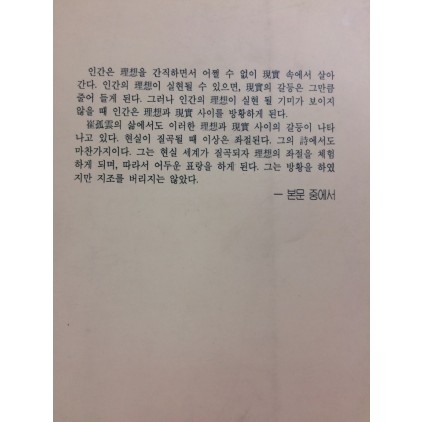 인간은 理想을 간직하면서 어쩔 수 없이 現實 속에서 살아
간다. 인간의 理想이 실현될 수 있으면, 現實의 갈등은 그만큼
줄어 들게 된다. 그러나 인간의 理想이 실현 될 기미가 보이지
않을 때 인간은 理想과 現實 사이를 방황하게 된다.
崔孤雲의 삶에서도 이러한 理想과 現實 사이의 갈등이 나타
나고 있다. 현실이 질곡될 때 이상은 좌절된다. 그의 詩에서도
마찬가지이다. 그는 현실 세계가 질곡되자 理想의 좌절을 체험
하게 되며, 따라서 어두운 표랑을 하게 된다. 그는 방황을 하였
지만 지조를 버리지는 않았다.
— 본문 중에서